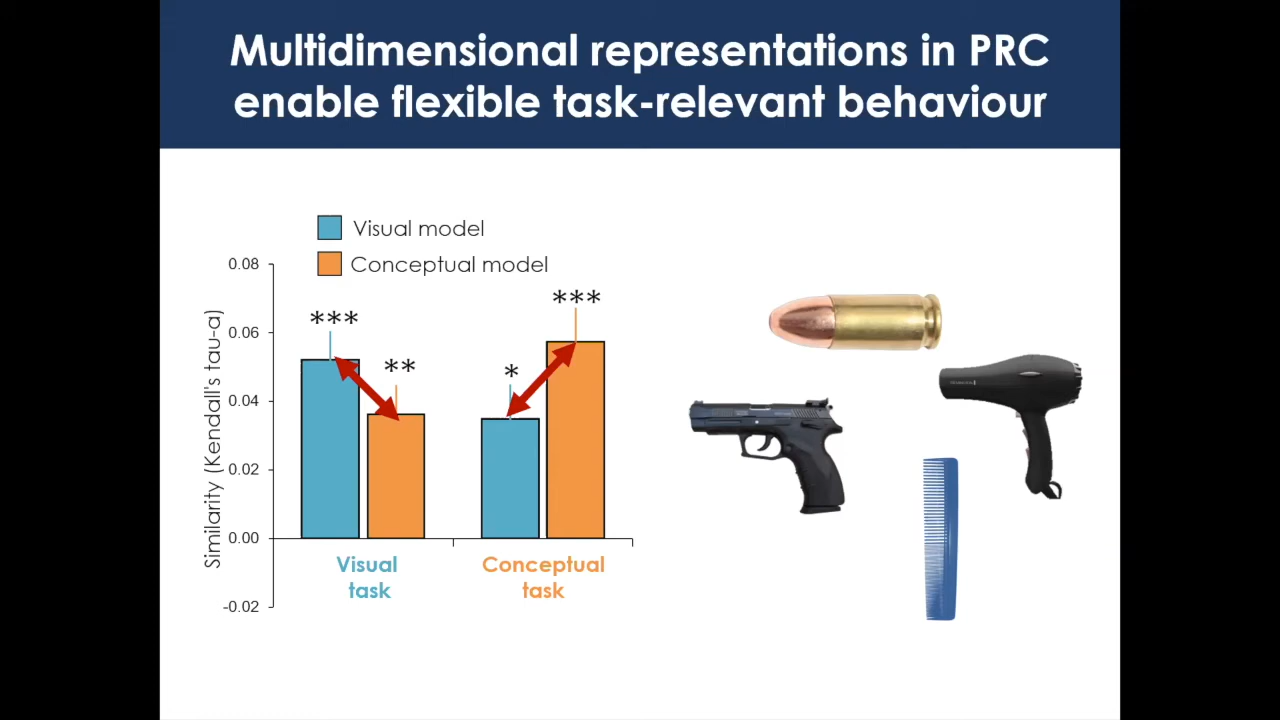 Multidimensional representations in PRC
enable flexible task-relevant behaviour
Visual model
Conceptual model
Similarity (Kendall's tau-a)
0.08
0.06
0.04
0.02
0.00
-0.02
***
**
*
***
Visual
task
Conceptual
task